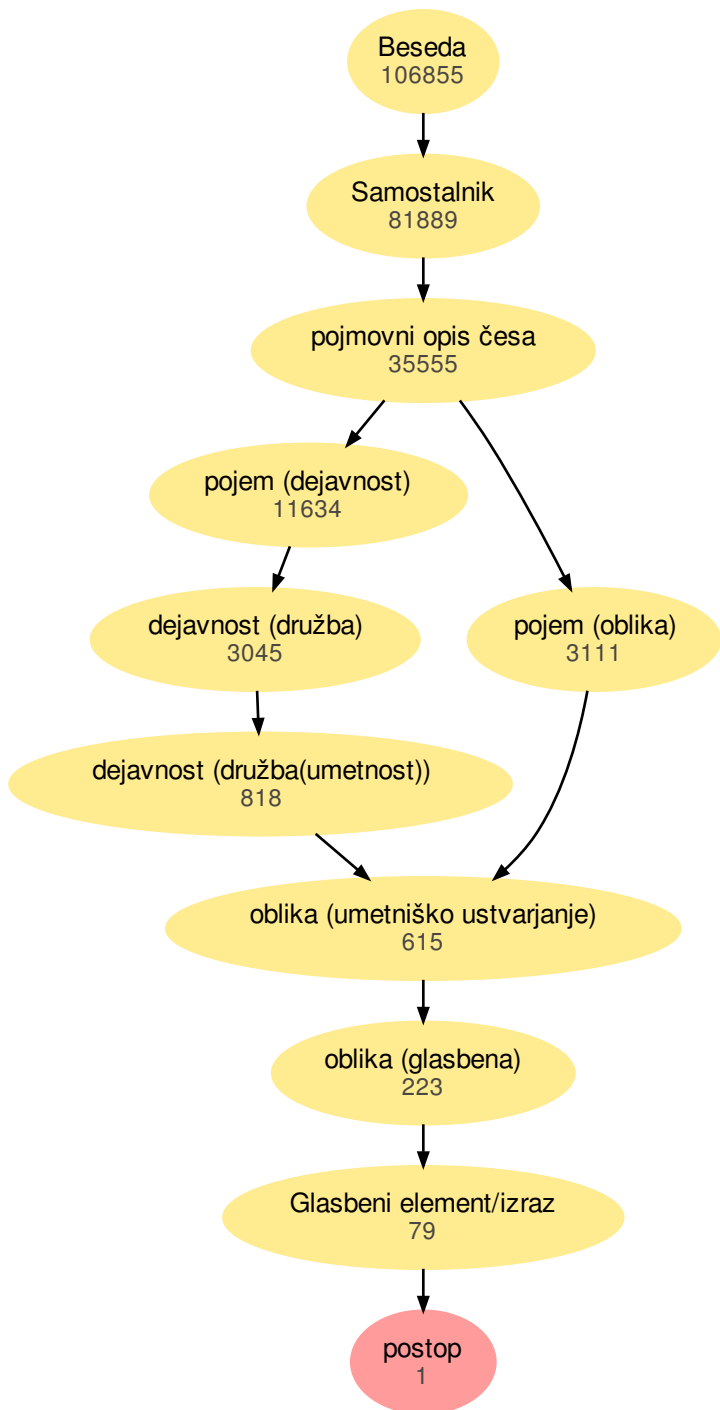 Beseda
106855
Samostalnik
81889
pojmovni opis česa
35555
pojem (dejavnost)
11634
dejavnost (družba)
3045
pojem (oblika)
3111
dejavnost (družba(umetnost))
818
oblika (umetniško ustvarjanje)
615
oblika (glasbena)
223
Glasbeni element/izraz
79
postop
1